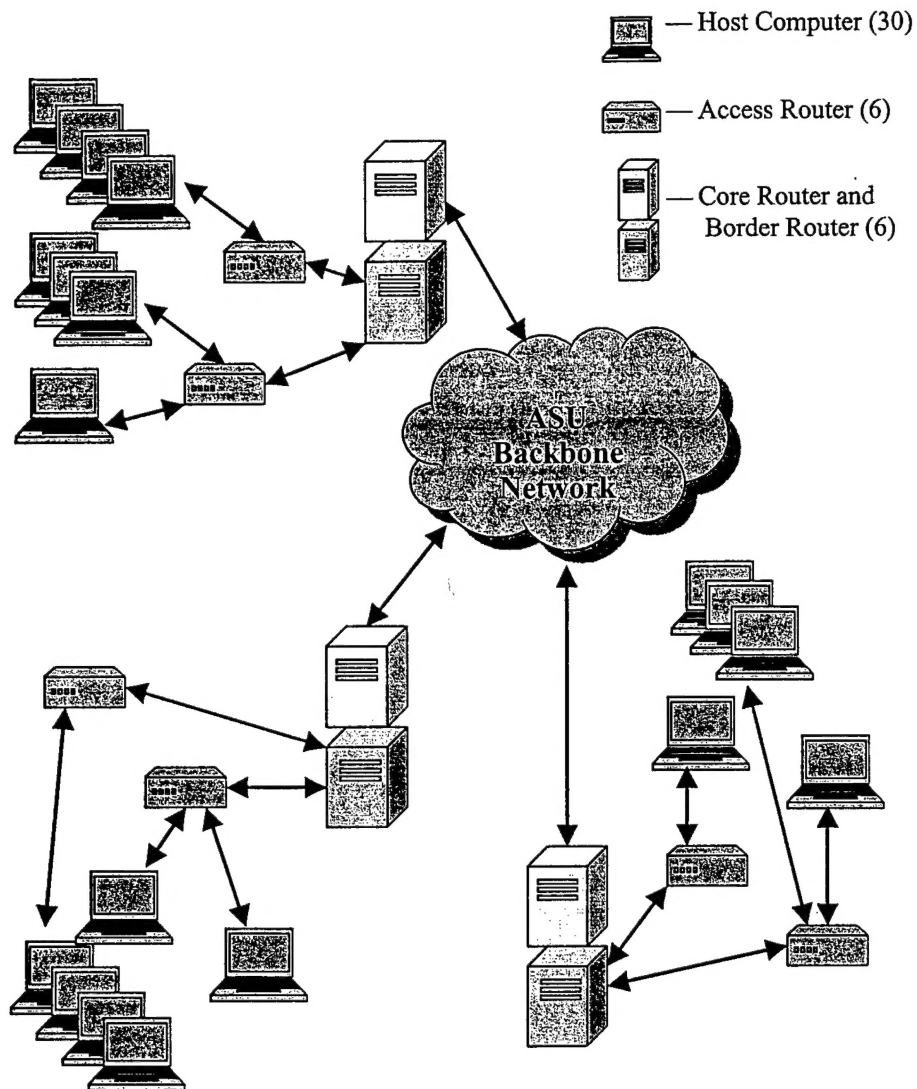 — Host Computer (30)
— Access Router (6)
— Core Router and
Border Router (6)
ASU
Backbone
Network